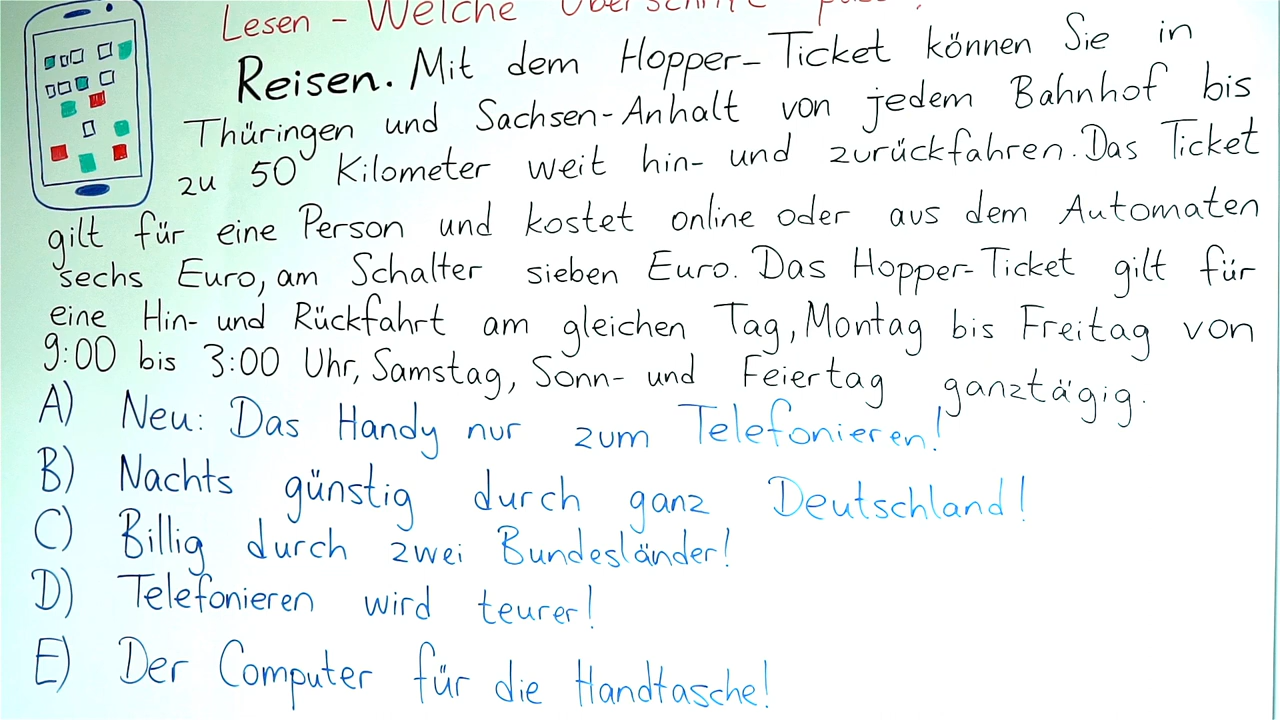 Lesen - Welche Überschrift passt?
Reisen. Mit dem Hopper-Ticket können Sie in
Thüringen und Sachsen-Anhalt von jedem Bahnhof bis
zu 50 Kilometer weit hin- und zurückfahren. Das Ticket
gilt für eine Person und kostet online oder aus dem Automaten
sechs Euro, am Schalter sieben Euro. Das Hopper-Ticket gilt für
eine Hin- und Rückfahrt am gleichen Tag, Montag bis Freitag von
9:00 bis 3:00 Uhr, Samstag, Sonn- und Feiertag ganztägig.
A) Neu: Das Handy nur zum Telefonieren!
B) Nachts günstig durch ganz Deutschland!
C) Billig durch zwei Bundesländer!
D) Telefonieren wird teurer!
E) Der Computer für die Handtasche!